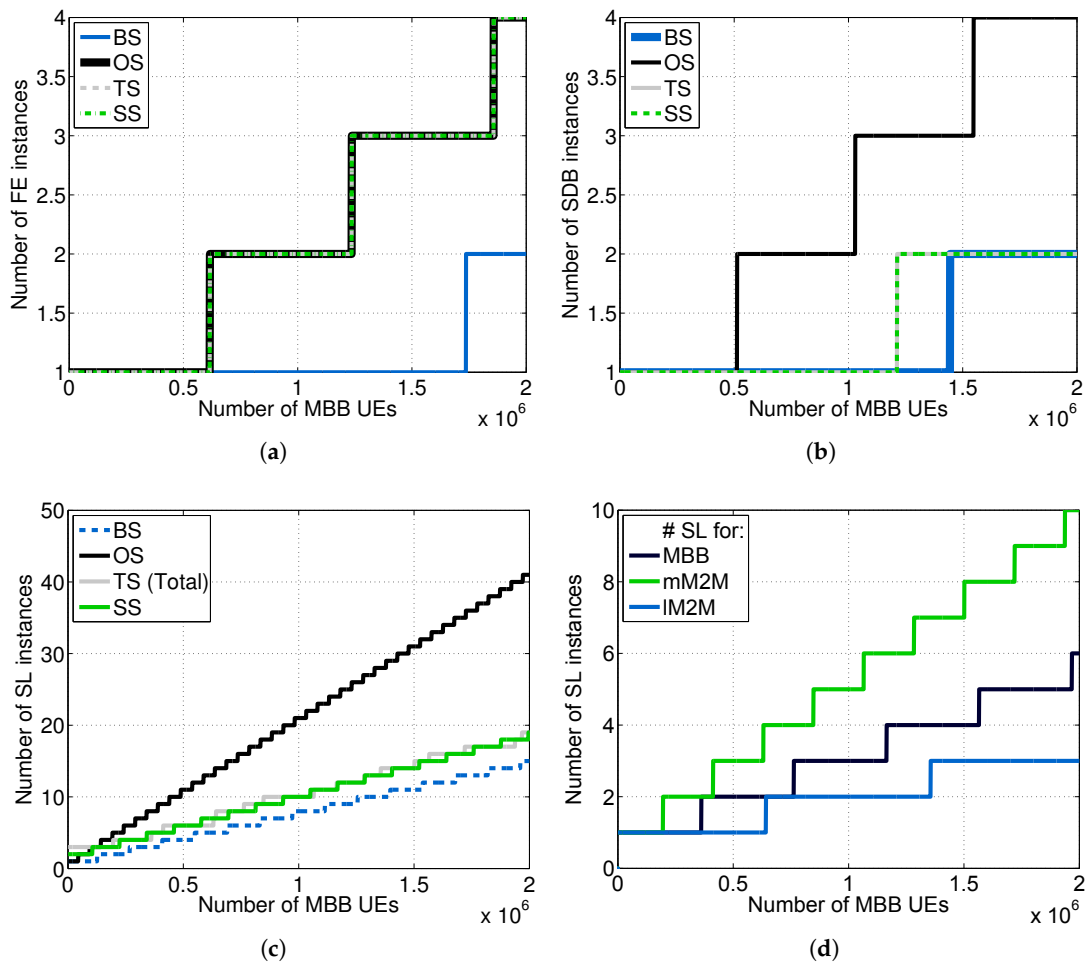 4
3.5
3
2.5
2
1.5
1
Number of FE instances
BS
OS
TS
SS
0 0.5 1 1.5 2
Number of MBB UEs
x 10^6
(a)
4
3.5
3
2.5
2
1.5
1
Number of SDB instances
BS
OS
TS
SS
0 0.5 1 1.5 2
Number of MBB UEs
x 10^6
(b)
50
40
30
20
10
0
Number of SL instances
BS
OS
TS (Total)
SS
0 0.5 1 1.5 2
Number of MBB UEs
x 10^6
(c)
10
8
6
4
2
0
Number of SL instances
# SL for:
MBB
mM2M
lM2M
0 0.5 1 1.5 2
Number of MBB UEs
x 10^6
(d)